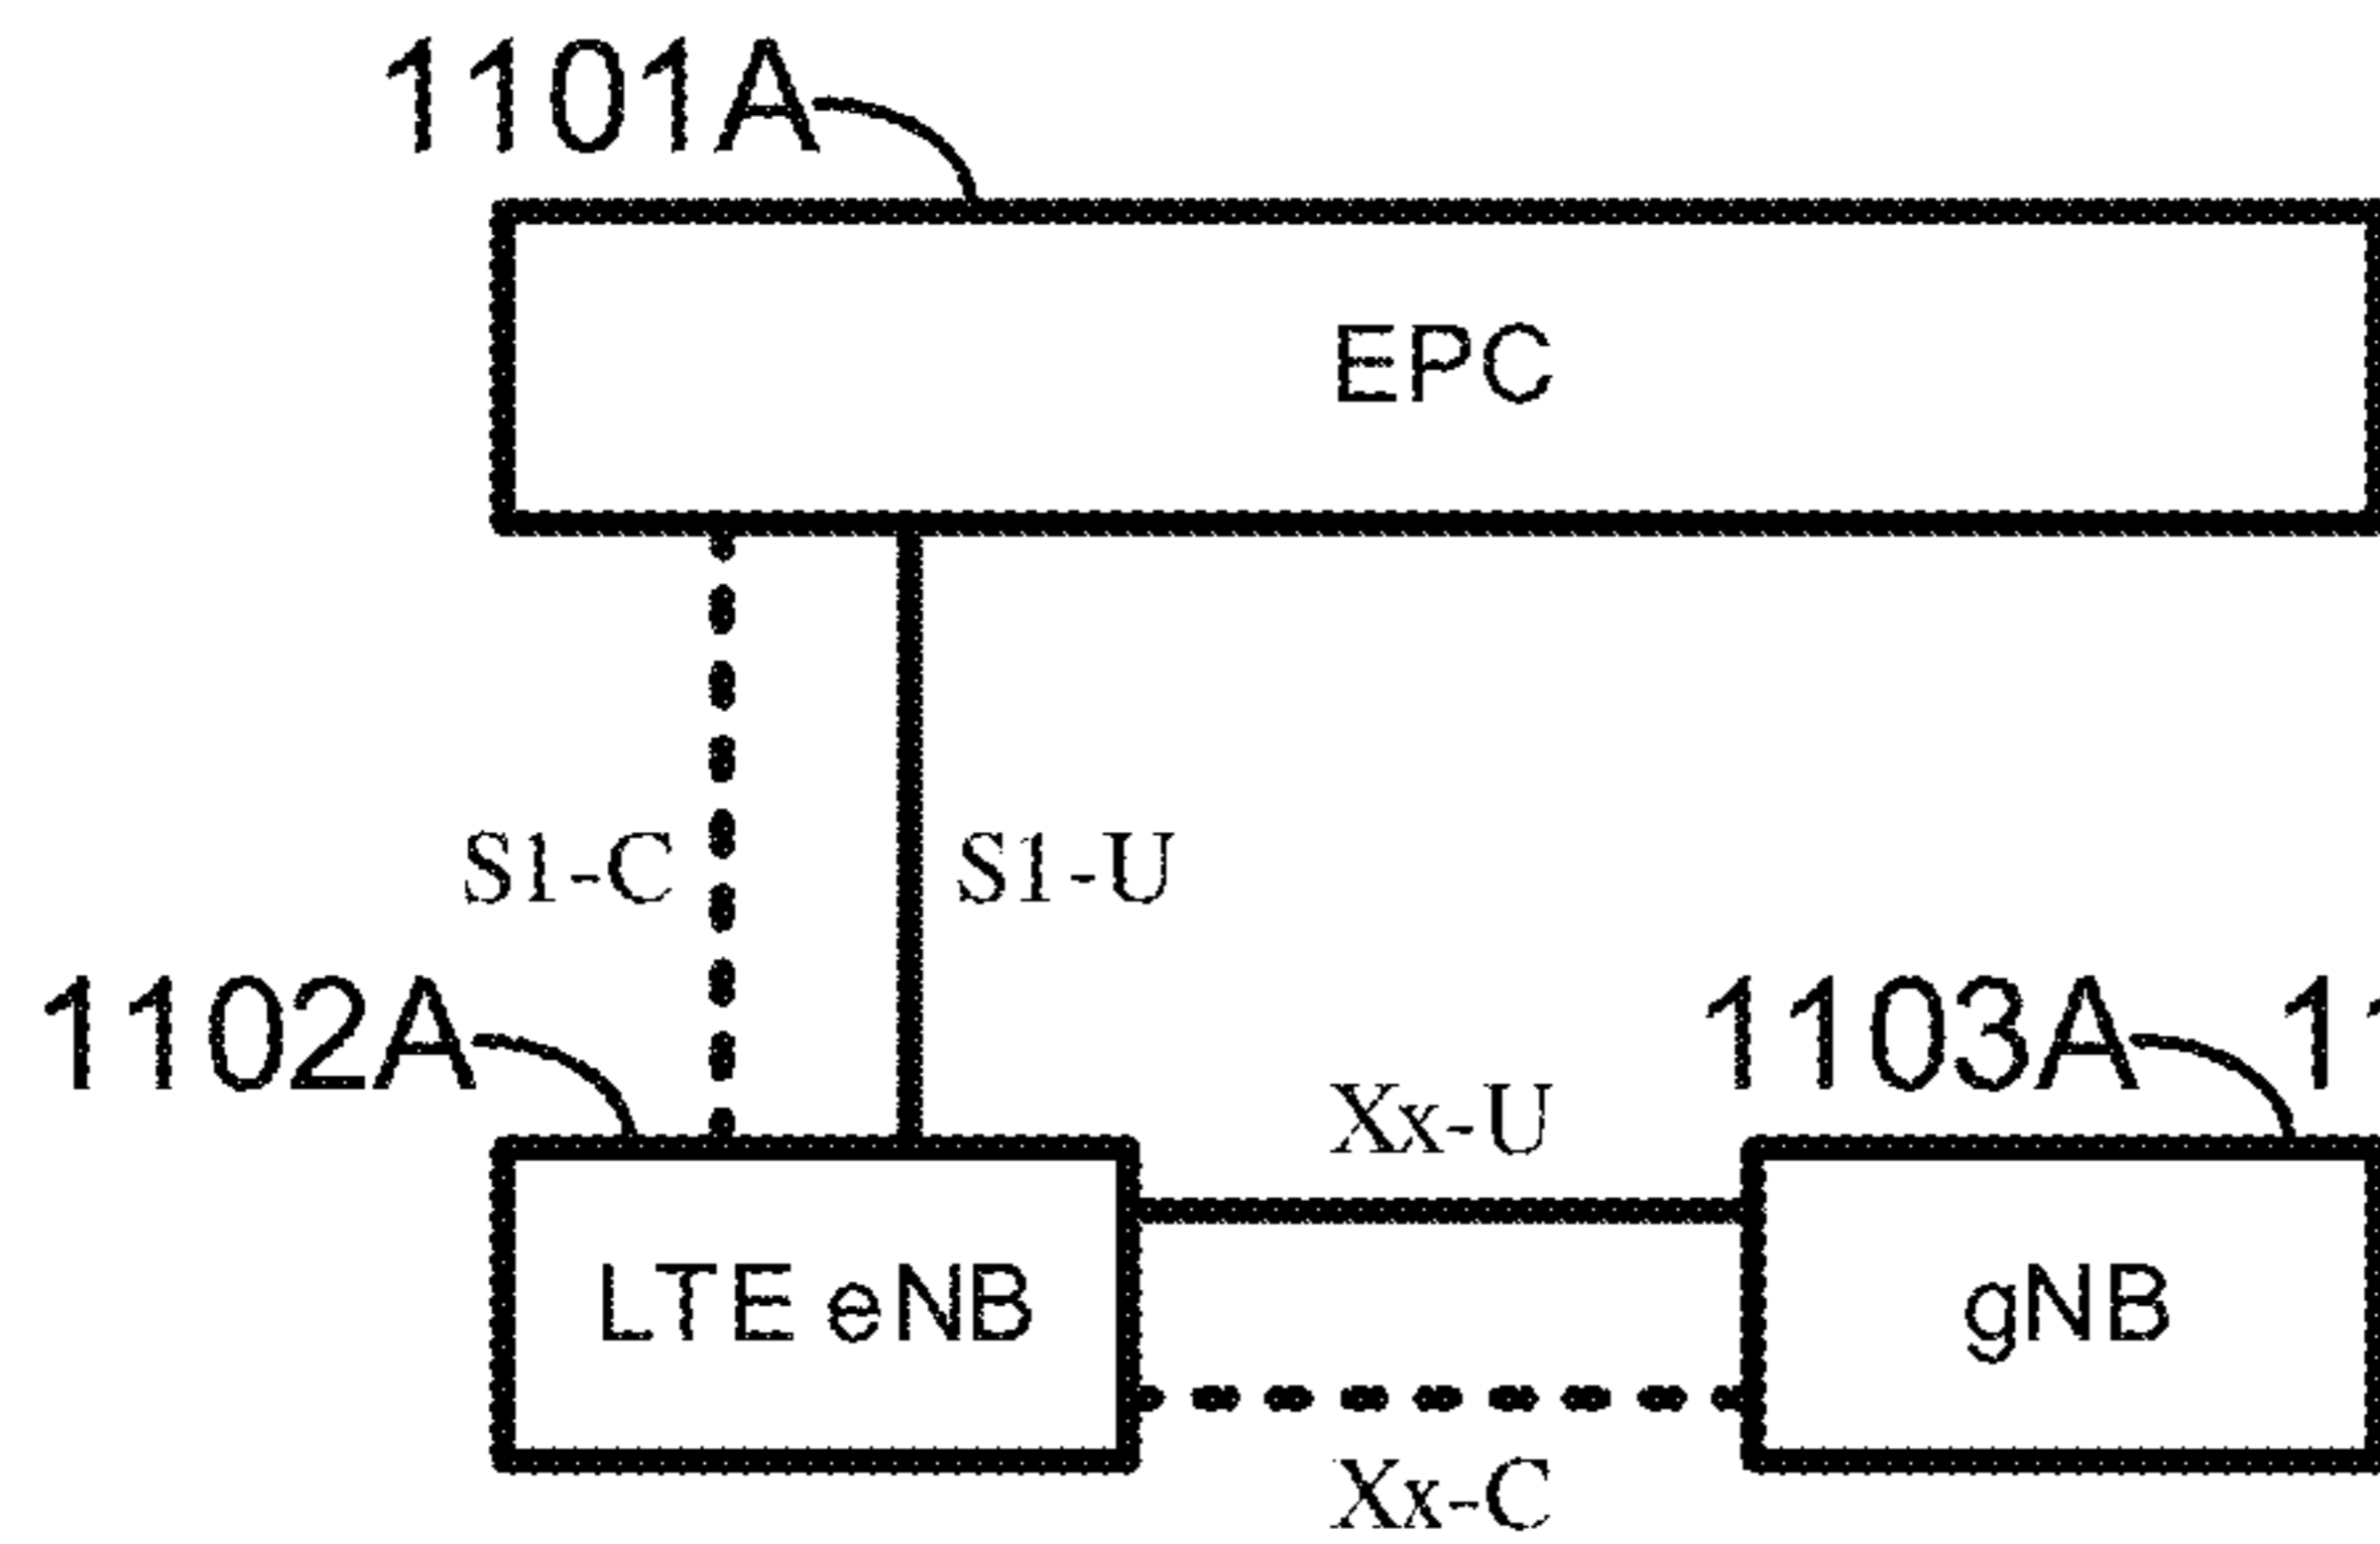 1101A
EPC
S1-C S1-U
1102A 1103A
Xx-U
LTE eNB gNB
Xx-C